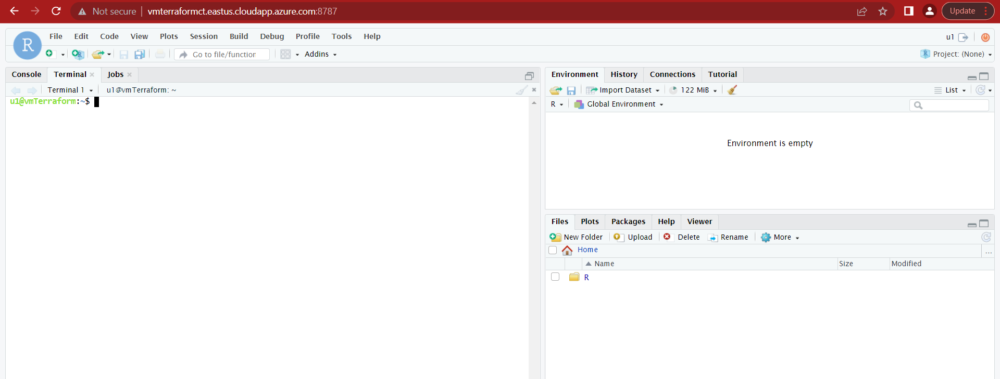 Not secure | vmterraformct.eastus.cloudapp.azure.com:8787 Update
R File Edit Code View Plots Session Build Debug Profile Tools Help u1
Go to file/function Addins Project: (None)
Console Terminal Jobs
Terminal 1 u1@vmTerraform: ~
u1@vmTerraform:~$
Environment History Connections Tutorial
Import Dataset 122 MiB List
R Global Environment
Environment is empty
Files Plots Packages Help Viewer
New Folder Upload Delete Rename More
Home ...
Name Size Modified
R